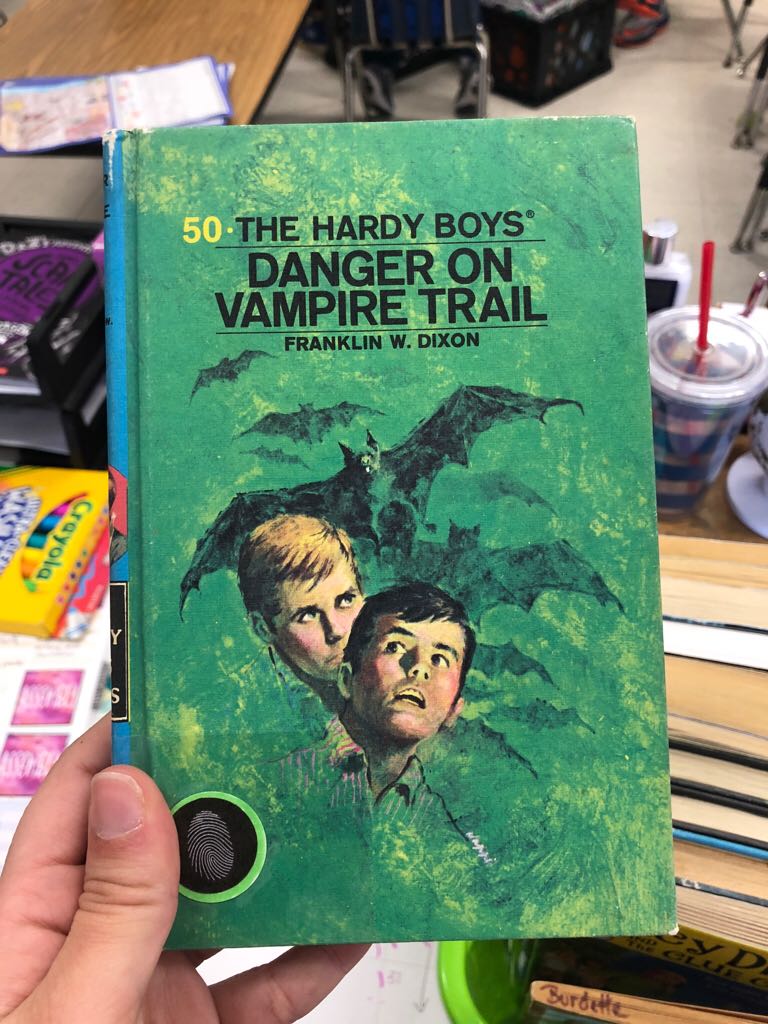 50·THE HARDY BOYS®
DANGER ON
VAMPIRE TRAIL
FRANKLIN W. DIXON
Crayola
Y
S
Burdette